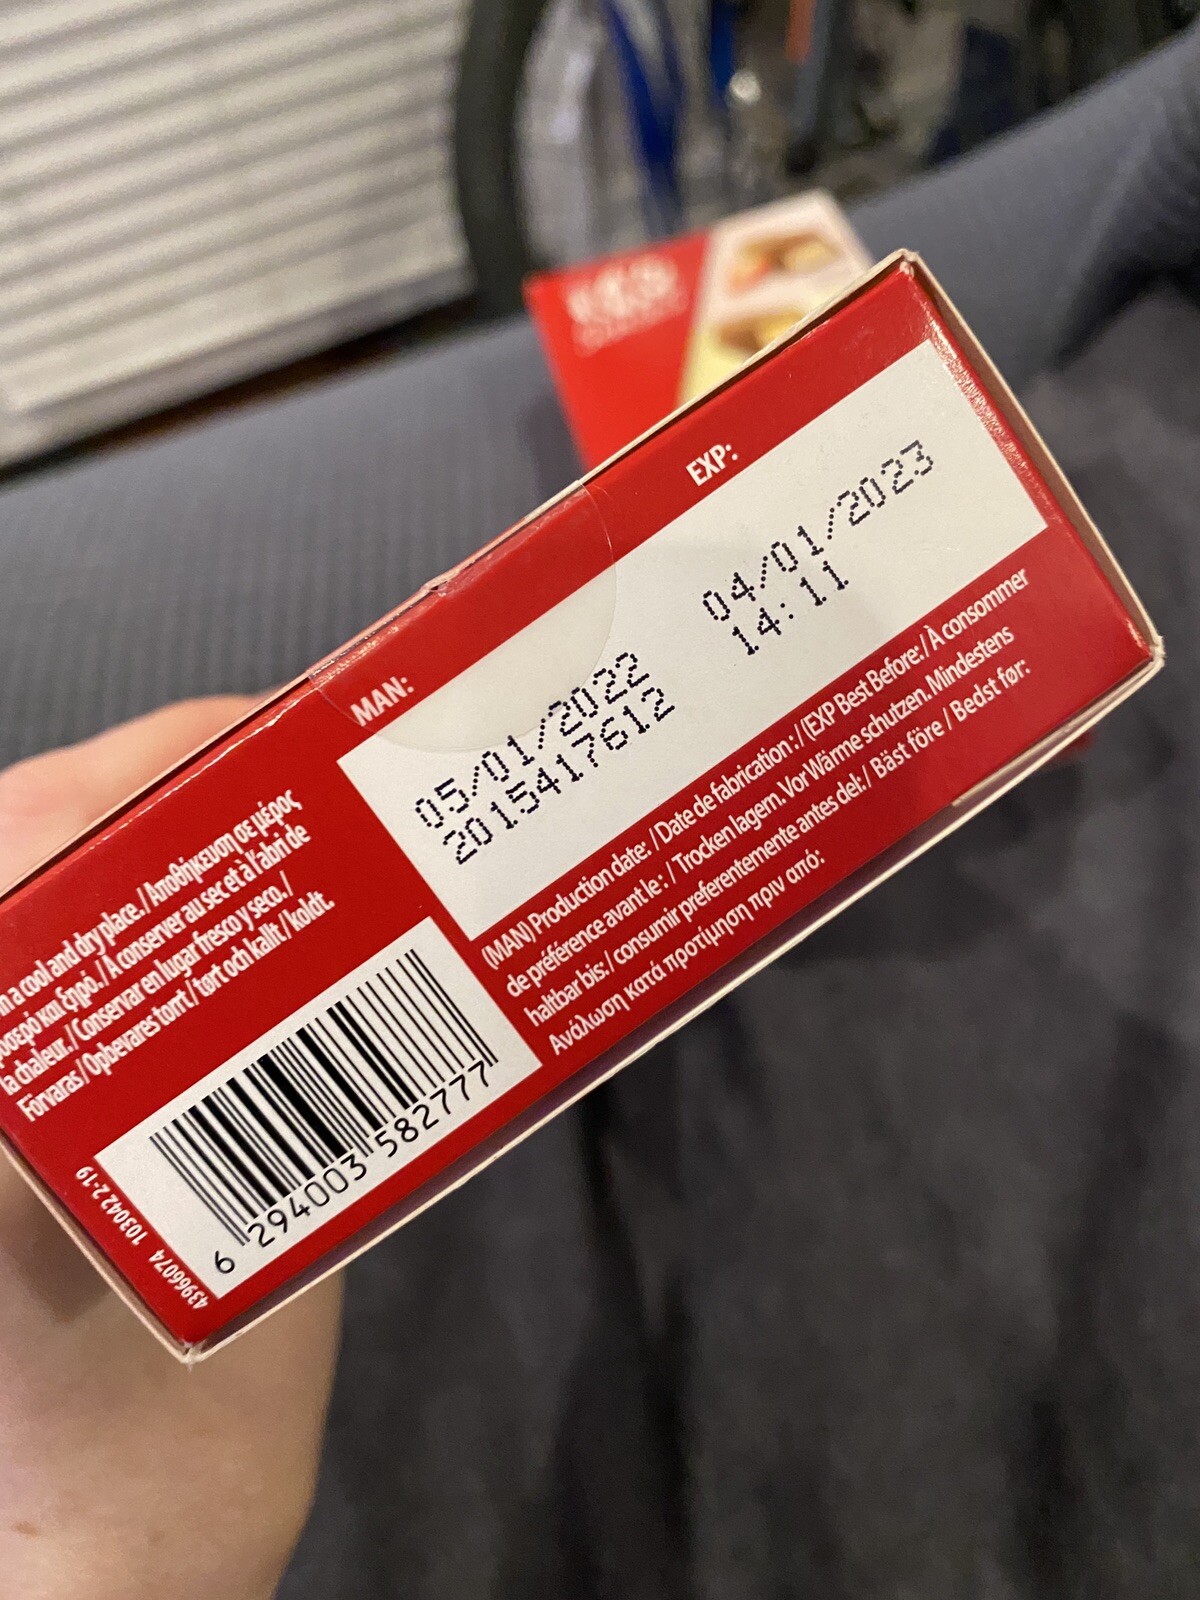 EXP:
MAN:
05/01/2022
2015417612
04/01/2023
14:11
in a cool and dry place. / Αποθήκευση σε μέρος
και ξηρό. / A conserver au sec et à l'abri de
la chaleur. / Conservar en lugar fresco y seco. /
Förvaras / Opbevares torrt / tørt och kallt / koldt.
(MAN) Production date: / Date de fabrication: / (EXP Best Before: / À consommer
de préférence avant le: / Trocken lagern. Vor Wärme schutzen. Mindestens
haltbar bis: / consumir preferentemente antes del: / Bäst före / Bedst før:
Ανάλωση κατά προτίμηση πριν από:
6 294003 582777
43966074 103042 2-19